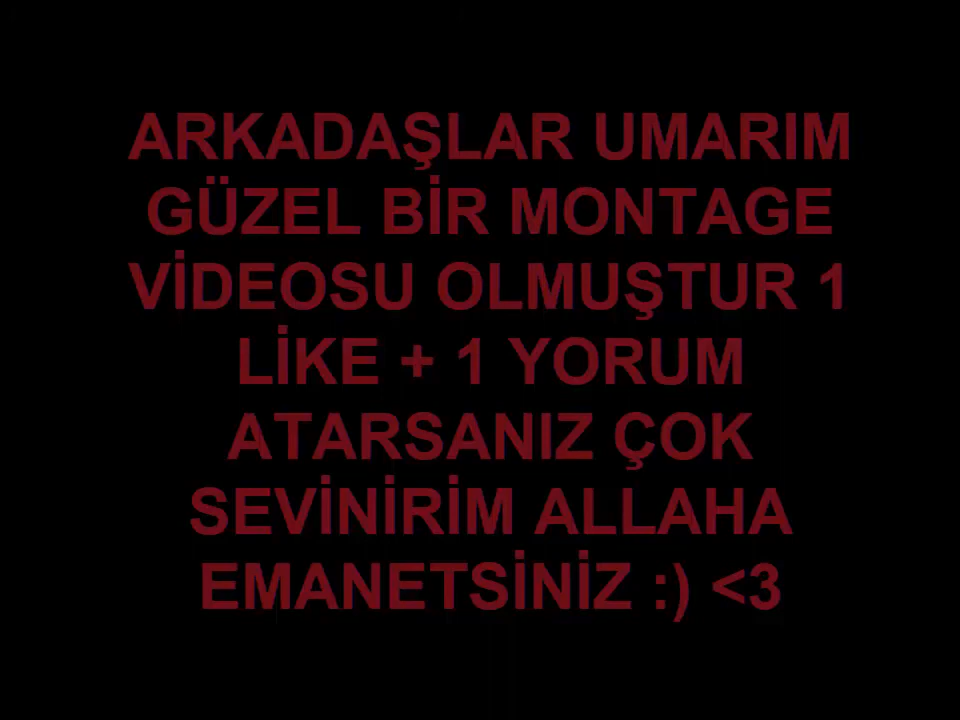 ARKADAŞLAR UMARIM
GÜZEL BİR MONTAGE
VİDEOSU OLMUŞTUR 1
LİKE + 1 YORUM
ATARSANIZ ÇOK
SEVİNİRİM ALLAHA
EMANETSİNİZ :) <3